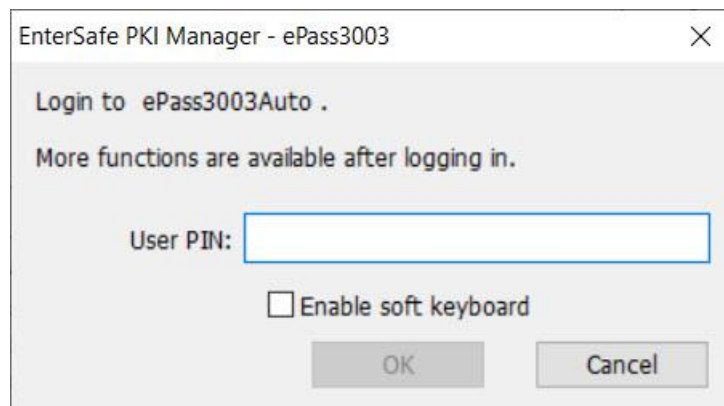 EnterSafe PKI Manager - ePass3003
Login to ePass3003Auto .
More functions are available after logging in.
User PIN:
Enable soft keyboard
OK Cancel